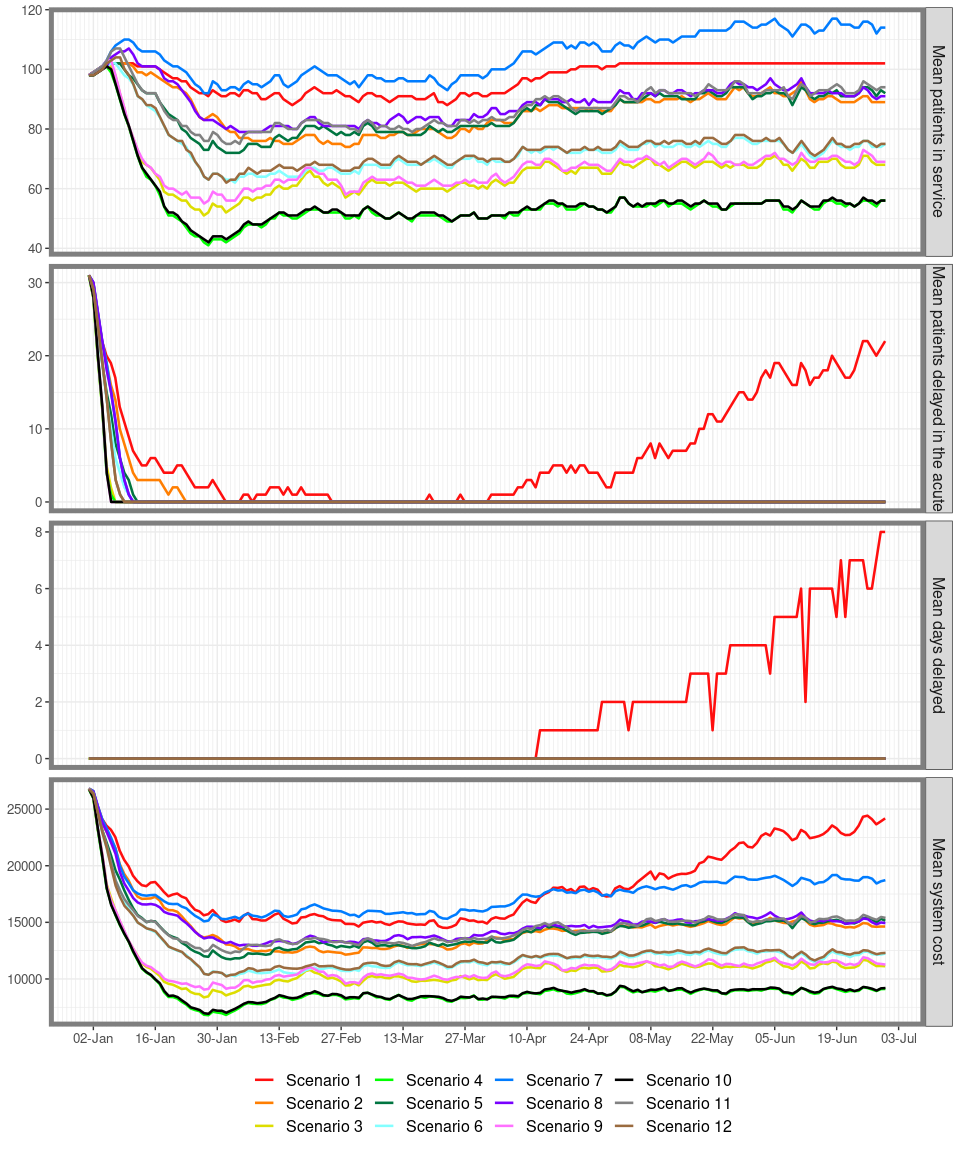 120
100
80
60
40
Mean patients in service
30
20
10
0
Mean patients delayed in the acute
8
6
4
2
0
Mean days delayed
25000
20000
15000
10000
Mean system cost
02-Jan 16-Jan 30-Jan 13-Feb 27-Feb 13-Mar 27-Mar 10-Apr 24-Apr 08-May 22-May 05-Jun 19-Jun 03-Jul
Scenario 1 Scenario 4 Scenario 7 Scenario 10
Scenario 2 Scenario 5 Scenario 8 Scenario 11
Scenario 3 Scenario 6 Scenario 9 Scenario 12